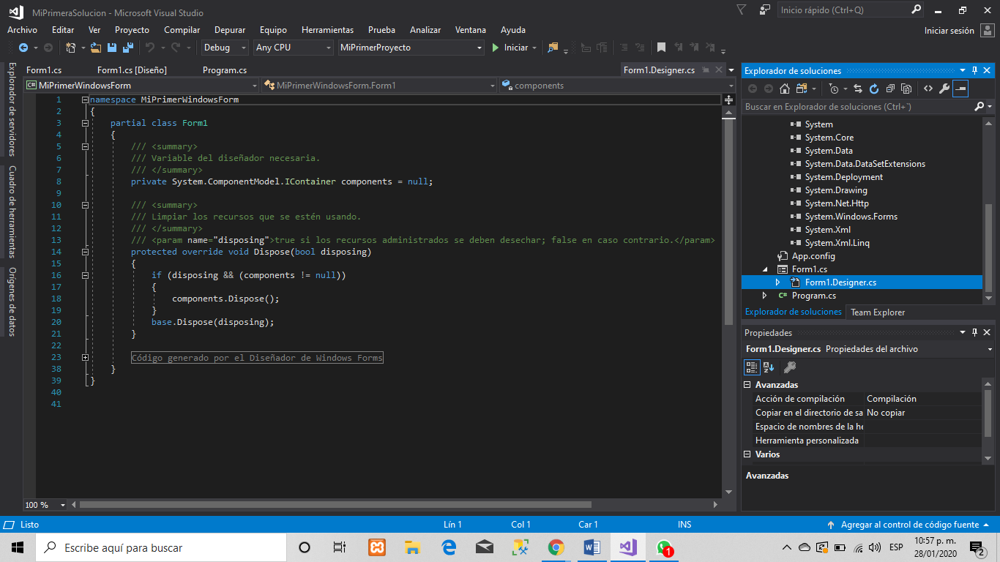 MiPrimeraSolucion - Microsoft Visual Studio
Inicio rápido (Ctrl+Q)
Archivo Editar Ver Proyecto Compilar Depurar Equipo Herramientas Prueba Analizar Ventana Ayuda
Iniciar sesión
Debug Any CPU MiPrimerProyecto Iniciar
Explorador de servidores
Cuadro de herramientas
Orígenes de datos
Form1.cs Form1.cs [Diseño] Program.cs Form1.Designer.cs
C# MiPrimerWindowsForm MiPrimerWindowsForm.Form1 components
1 namespace MiPrimerWindowsForm
2 {
3 partial class Form1
4 {
5 /// <summary>
6 /// Variable del diseñador necesaria.
7 /// </summary>
8 private System.ComponentModel.IContainer components = null;
9
10 /// <summary>
11 /// Limpiar los recursos que se estén usando.
12 /// </summary>
13 /// <param name="disposing">true si los recursos administrados se deben desechar; false en caso contrario.</param>
14 protected override void Dispose(bool disposing)
15 {
16 if (disposing && (components != null))
17 {
18 components.Dispose();
19 }
20 base.Dispose(disposing);
21 }
22
23 Código generado por el Diseñador de Windows Forms
38 }
39 }
40
41
100 %
Explorador de soluciones
Buscar en Explorador de soluciones (Ctrl+`)
System
System.Core
System.Data
System.Data.DataSetExtensions
System.Deployment
System.Drawing
System.Net.Http
System.Windows.Forms
System.Xml
System.Xml.Linq
App.config
Form1.cs
Form1.Designer.cs
C# Program.cs
Explorador de soluciones Team Explorer
Propiedades
Form1.Designer.cs Propiedades del archivo
Avanzadas
Acción de compilación Compilación
Copiar en el directorio de sa No copiar
Espacio de nombres de la he
Herramienta personalizada
Varios
Avanzadas
Listo Lín 1 Col 1 Car 1 INS Agregar al control de código fuente
Escribe aquí para buscar
1
ESP
10:57 p. m.
28/01/2020
2